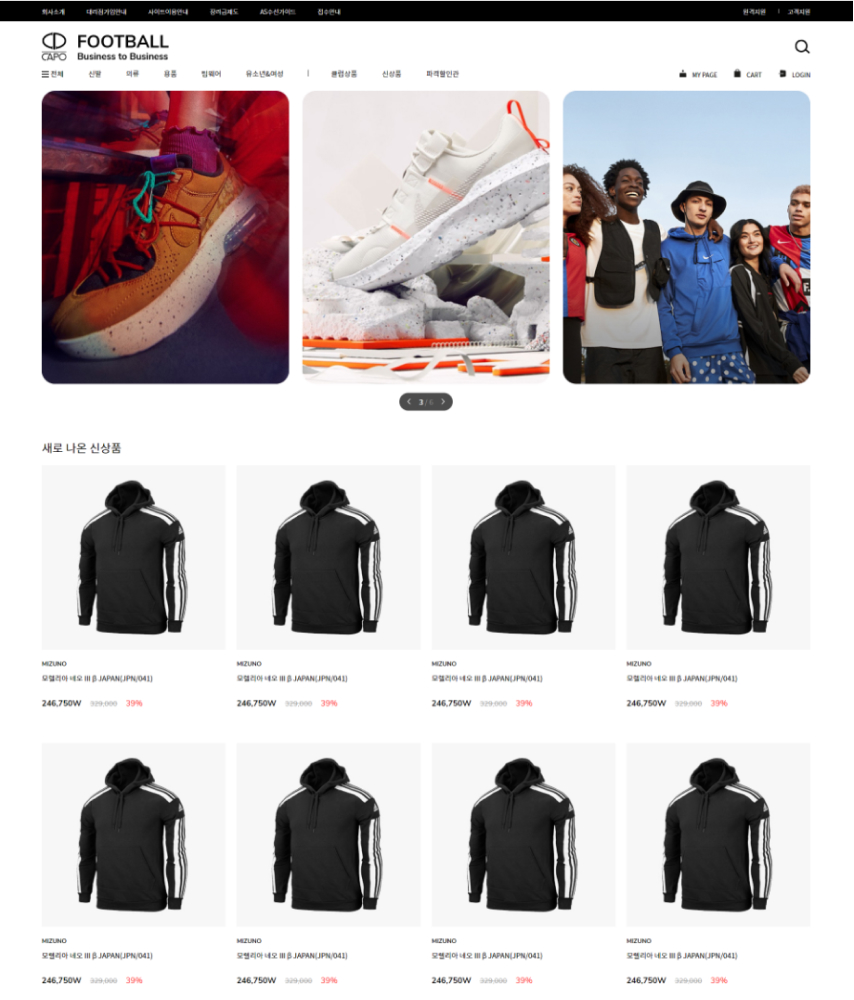 회사소개 대리점가입안내 사이트이용안내 장려금제도 AS수선가이드 접수안내 원격지원 | 고객지원
CAPO
FOOTBALL
Business to Business
전체 신발 의류 용품 팀웨어 유소년&여성 | 클럽상품 신상품 파격할인관 MY PAGE CART LOGIN
3 / 6
새로 나온 신상품
MIZUNO MIZUNO MIZUNO MIZUNO
모렐리아 네오 III β JAPAN(JPN/041) 모렐리아 네오 III β JAPAN(JPN/041) 모렐리아 네오 III β JAPAN(JPN/041) 모렐리아 네오 III β JAPAN(JPN/041)
246,750W 329,000 39% 246,750W 329,000 39% 246,750W 329,000 39% 246,750W 329,000 39%
MIZUNO MIZUNO MIZUNO MIZUNO
모렐리아 네오 III β JAPAN(JPN/041) 모렐리아 네오 III β JAPAN(JPN/041) 모렐리아 네오 III β JAPAN(JPN/041) 모렐리아 네오 III β JAPAN(JPN/041)
246,750W 329,000 39% 246,750W 329,000 39% 246,750W 329,000 39% 246,750W 329,000 39%